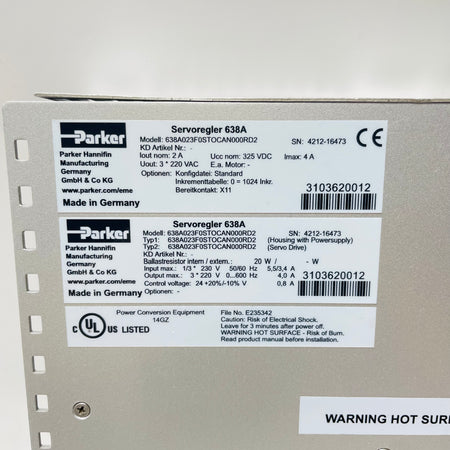 Parker
Servoregler 638A
Modell: 638A023F0STOCAN000RD2 SN: 4212-16473
KD Artikel Nr.: -
Iout nom: 2 A Ucc nom: 325 VDC Imax: 4 A
Uout: 3 * 220 VAC E.a. Motor: -
Optionen: Konfigdatei: Standard
Inkrementtabelle: 0 = 1024 Inkr.
Bereitkontakt: X11
CE
3103620012
Parker Hannifin
Manufacturing
Germany
GmbH & Co KG
www.parker.com/eme
Made in Germany
Parker
Servoregler 638A
Modell: 638A023F0STOCAN000RD2 SN: 4212-16473
Typ1: 638A023F0STOCAN000RD2 (Housing with Powersupply)
Typ2: 638A023F0STOCAN000RD2 (Servo Drive)
KD Artikel Nr.: -
Ballastresistor intern / extern.: 20 W / - W
Input max.: 1/3 * 230 V 50/60 Hz 5,5/3,4 A
Output max.: 3 * 220 V 0...600 Hz 4,0 A
Control voltage: 24 +20%/-10% V 0,8 A
Optionen: -
3103620012
Parker Hannifin
Manufacturing
Germany
GmbH & Co KG
www.parker.com/eme
Made in Germany
C UL US LISTED
Power Conversion Equipment
14GZ
File No. E235342
Caution: Risk of Electrical Shock.
Leave for 3 minutes after power off.
WARNING HOT SURFACE - Risk of Burn.
Read product manual before installation.
WARNING HOT SUR